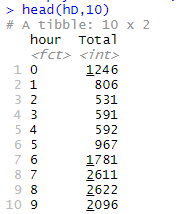 > head(hD,10)
# A tibble: 10 x 2
hour Total
<fct> <int>
1 0 1246
2 1 806
3 2 531
4 3 591
5 4 592
6 5 967
7 6 1781
8 7 2611
9 8 2622
10 9 2096